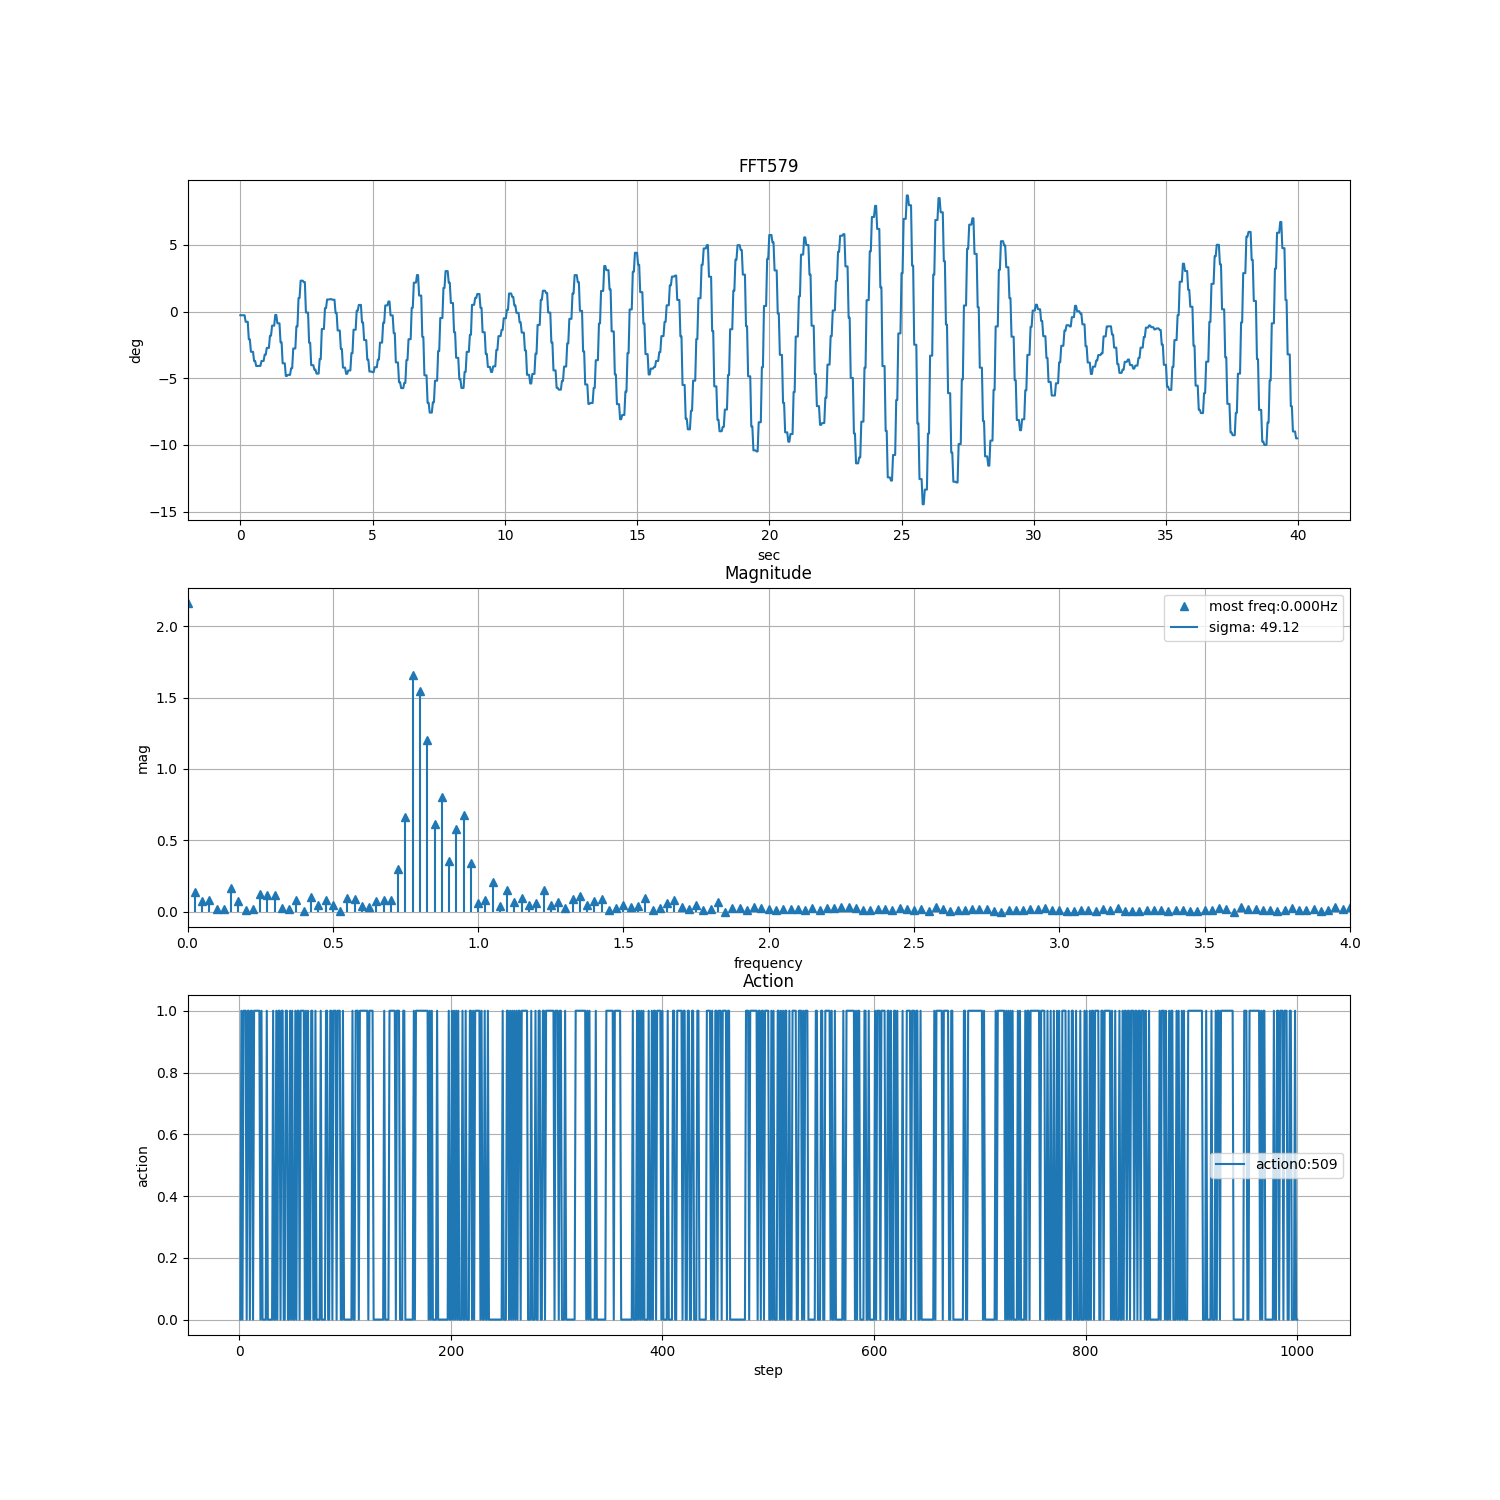 FFT579
5
0
−5
−10
−15
deg
0 5 10 15 20 25 30 35 40
sec
Magnitude
most freq:0.000Hz
sigma: 49.12
2.0
1.5
1.0
0.5
0.0
mag
0.0 0.5 1.0 1.5 2.0 2.5 3.0 3.5 4.0
frequency
Action
1.0
0.8
0.6
0.4
0.2
0.0
action
action0:509
0 200 400 600 800 1000
step